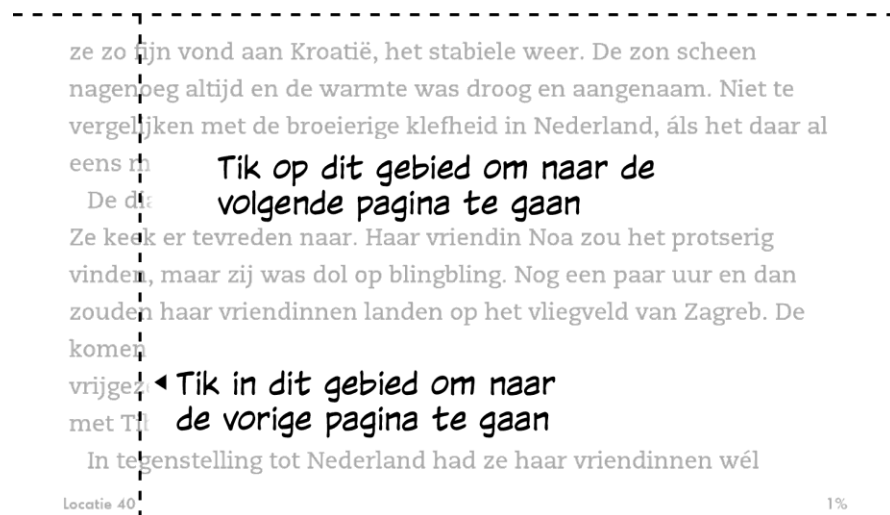 ze zo fijn vond aan Kroatië, het stabiele weer. De zon scheen
nagenoeg altijd en de warmte was droog en aangenaam. Niet te
vergelijken met de broeierige klefheid in Nederland, áls het daar al
eens
Tik op dit gebied om naar de
De
volgende pagina te gaan
Ze keek er tevreden naar. Haar vriendin Noa zou het protserig
vinden, maar zij was dol op blingbling. Nog een paar uur en dan
zouden haar vriendinnen landen op het vliegveld van Zagreb. De
komen
Tik in dit gebied om naar
de vorige pagina te gaan
met
In tegenstelling tot Nederland had ze haar vriendinnen wél
Locatie 40 1%